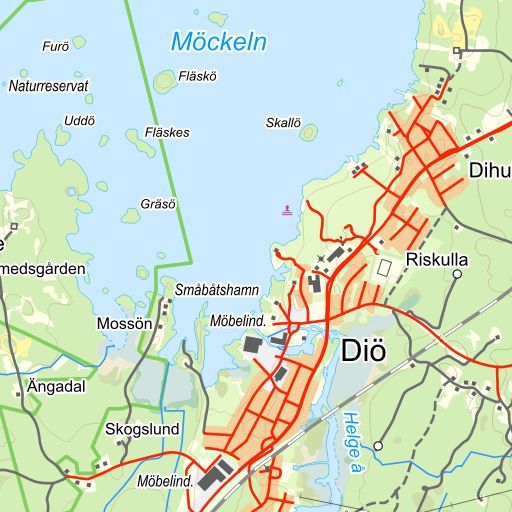 Möckeln
Furö
Fläskö
Naturreservat
Uddö
Skallö
Fläskes
Dihu
Gräsö
e
medsgården
Riskulla
Småbåtshamn
Mossön
Möbelind.
Diö
Ängadal
Helge å
Skogslund
Möbelind.